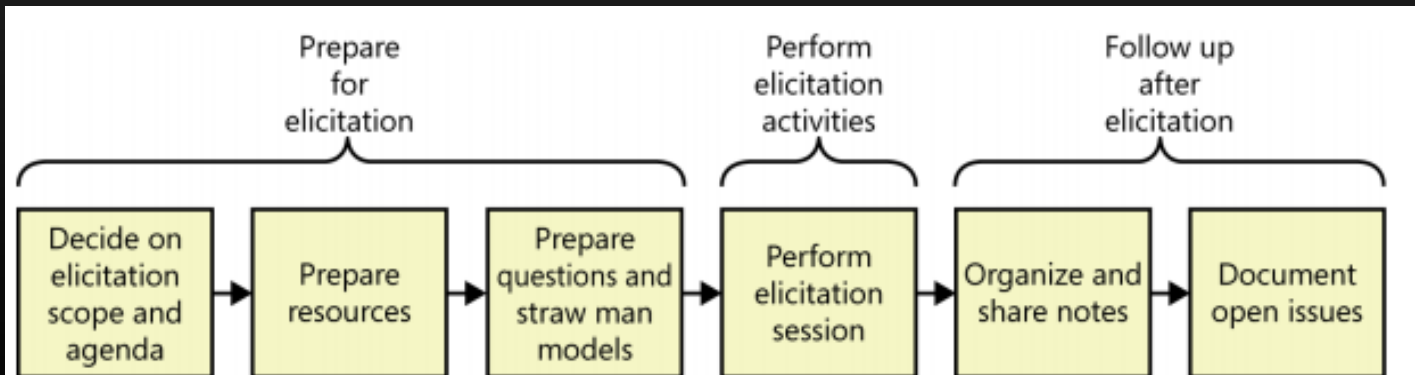 Prepare
for
elicitation
Perform
elicitation
activities
Follow up
after
elicitation
Decide on
elicitation
scope and
agenda
Prepare
resources
Prepare
questions and
straw man
models
Perform
elicitation
session
Organize and
share notes
Document
open issues